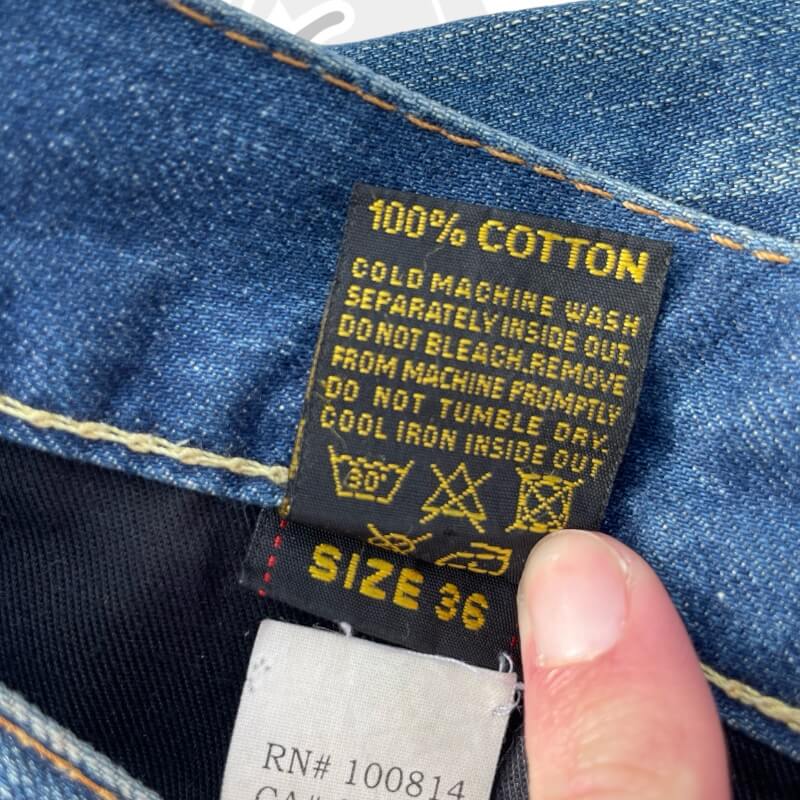 100% COTTON
COLD MACHINE WASH
SEPARATELY INSIDE OUT.
DO NOT BLEACH.REMOVE
FROM MACHINE PROMPTLY
DO NOT TUMBLE DRY.
COOL IRON INSIDE OUT
30°
SIZE 36
RN# 100814